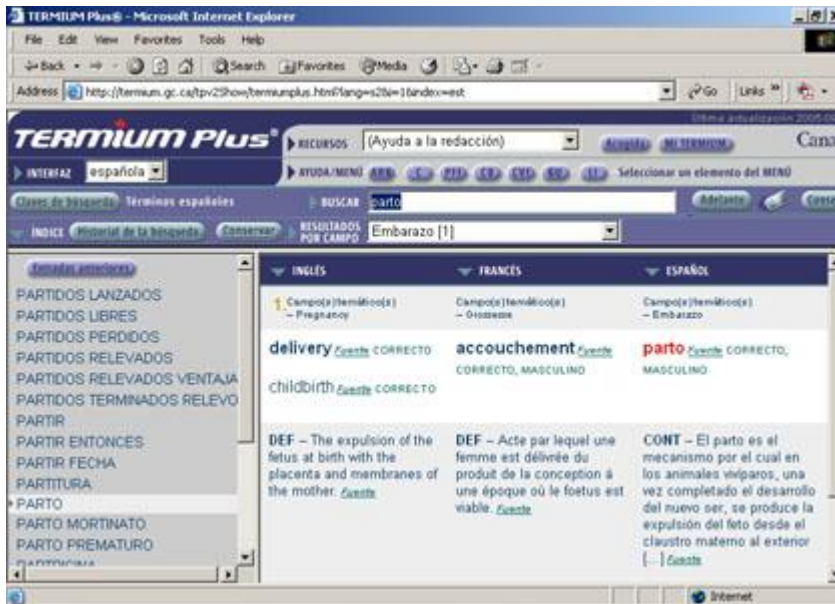 TERMIUM Plus® - Microsoft Internet Explorer
File Edit View Favorites Tools Help
Back Search Favorites Media
Address http://termium.gc.ca/tpv2Show/termiumplus.html?lang=s2&i=1&index=est Go Links
Última actualización
TERMIUM Plus® RECURSOS (Ayuda a la redacción) Acogida MI TERMIUM Cana
INTERFAZ española AYUDA/MENÚ Seleccionar un elemento del MENÚ
Claves de búsqueda Términos españoles BUSCAR parto Adelante Conse
INDICE Historial de la búsqueda Conservar RESULTADOS POR CAMPO Embarazo [1]
Entradas anteriores
PARTIDOS LANZADOS
PARTIDOS LIBRES
PARTIDOS PERDIDOS
PARTIDOS RELEVADOS
PARTIDOS RELEVADOS VENTAJA
PARTIDOS TERMINADOS RELEVO
PARTIR
PARTIR ENTONCES
PARTIR FECHA
PARTITURA
PARTO
PARTO MORTINATO
PARTO PREMATURO
INGLÉS FRANCÉS ESPAÑOL
1. Campo(s) temático(s) Campo(s) temático(s) Campo(s) temático(s)
– Pregnancy – Grossesse – Embarazo
delivery Fuente CORRECTO
childbirth Fuente CORRECTO
accouchement Fuente
CORRECTO, MASCULINO
parto Fuente CORRECTO,
MASCULINO
DEF – The expulsion of the
fetus at birth with the
placenta and membranes of
the mother. Fuente
DEF – Acte par lequel une
femme est délivrée du
produit de la conception à
une époque où le foetus est
viable. Fuente
CONT – El parto es el
mecanismo por el cual en
los animales vivíparos, una
vez completado el desarrollo
del nuevo ser, se produce la
expulsión del feto desde el
claustro materno al exterior
[...] Fuente
Internet